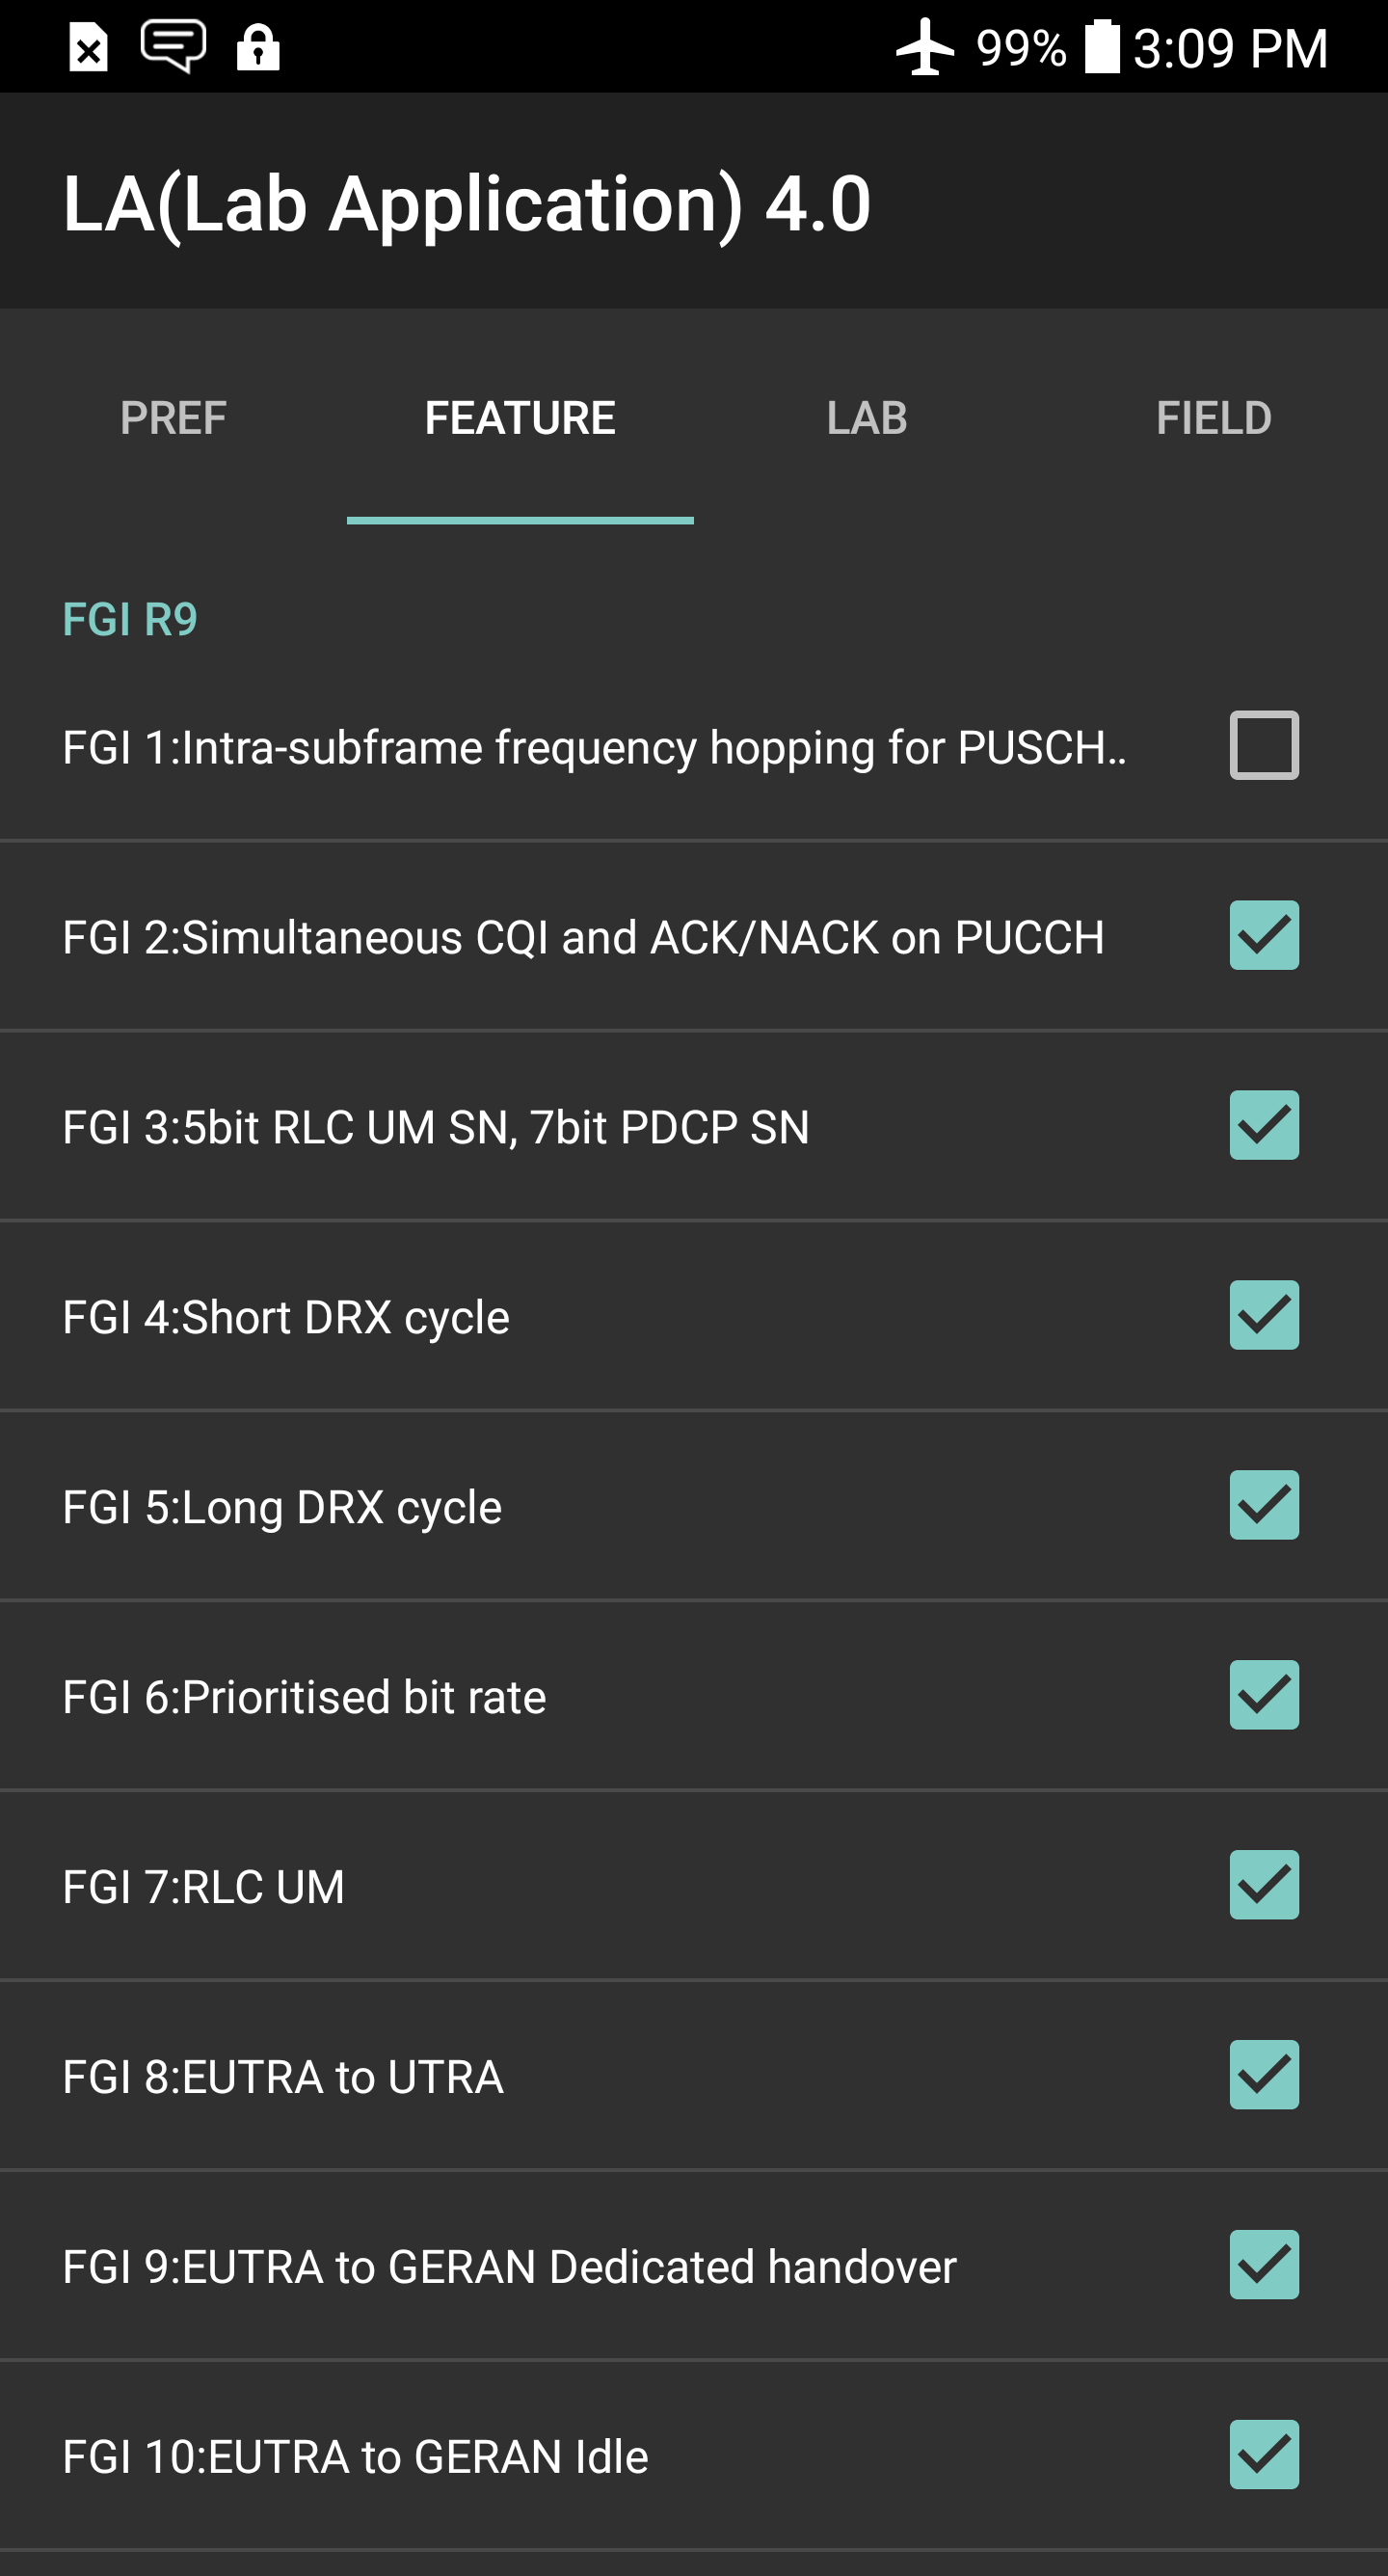 99% 3:09 PM
LA(Lab Application) 4.0
PREF FEATURE LAB FIELD
FGI R9
FGI 1:Intra-subframe frequency hopping for PUSCH..
FGI 2:Simultaneous CQI and ACK/NACK on PUCCH
FGI 3:5bit RLC UM SN, 7bit PDCP SN
FGI 4:Short DRX cycle
FGI 5:Long DRX cycle
FGI 6:Prioritised bit rate
FGI 7:RLC UM
FGI 8:EUTRA to UTRA
FGI 9:EUTRA to GERAN Dedicated handover
FGI 10:EUTRA to GERAN Idle